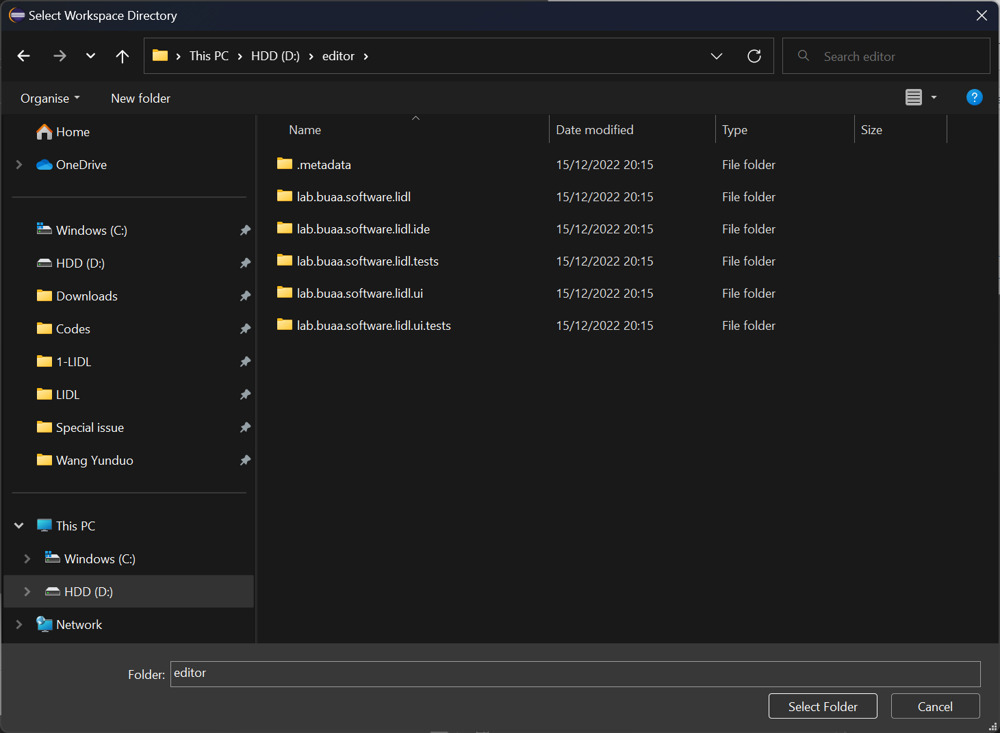 Select Workspace Directory
This PC HDD (D:) editor
Search editor
Organise New folder
?
Name Date modified Type Size
Home
OneDrive
Windows (C:)
HDD (D:)
Downloads
Codes
1-LIDL
LIDL
Special issue
Wang Yunduo
This PC
Windows (C:)
HDD (D:)
Network
.metadata 15/12/2022 20:15 File folder
lab.buaa.software.lidl 15/12/2022 20:15 File folder
lab.buaa.software.lidl.ide 15/12/2022 20:15 File folder
lab.buaa.software.lidl.tests 15/12/2022 20:15 File folder
lab.buaa.software.lidl.ui 15/12/2022 20:15 File folder
lab.buaa.software.lidl.ui.tests 15/12/2022 20:15 File folder
Folder: editor
Select Folder Cancel